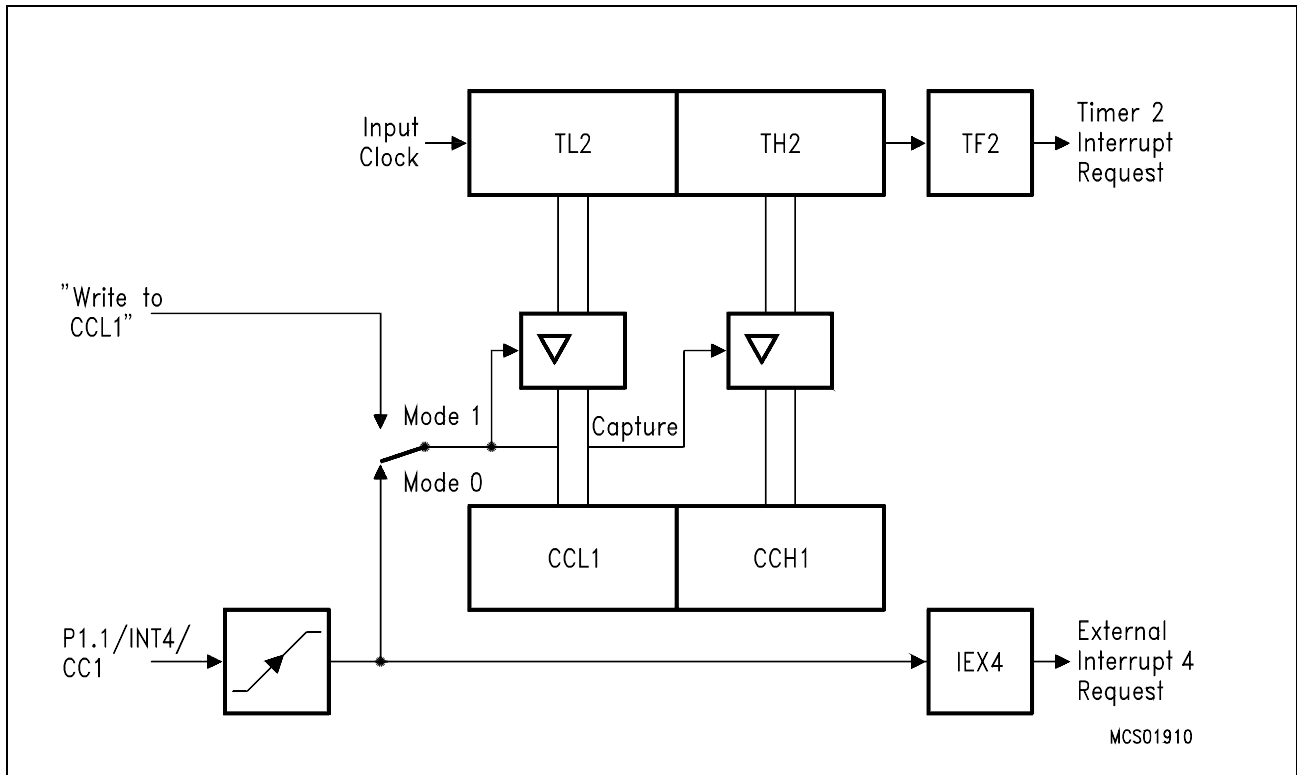 Input
Clock
TL2
TH2
TF2
Timer 2
Interrupt
Request
"Write to
CCL1"
Mode 1
Capture
Mode 0
CCL1
CCH1
P1.1/INT4/
CC1
IEX4
External
Interrupt 4
Request
MCS01910